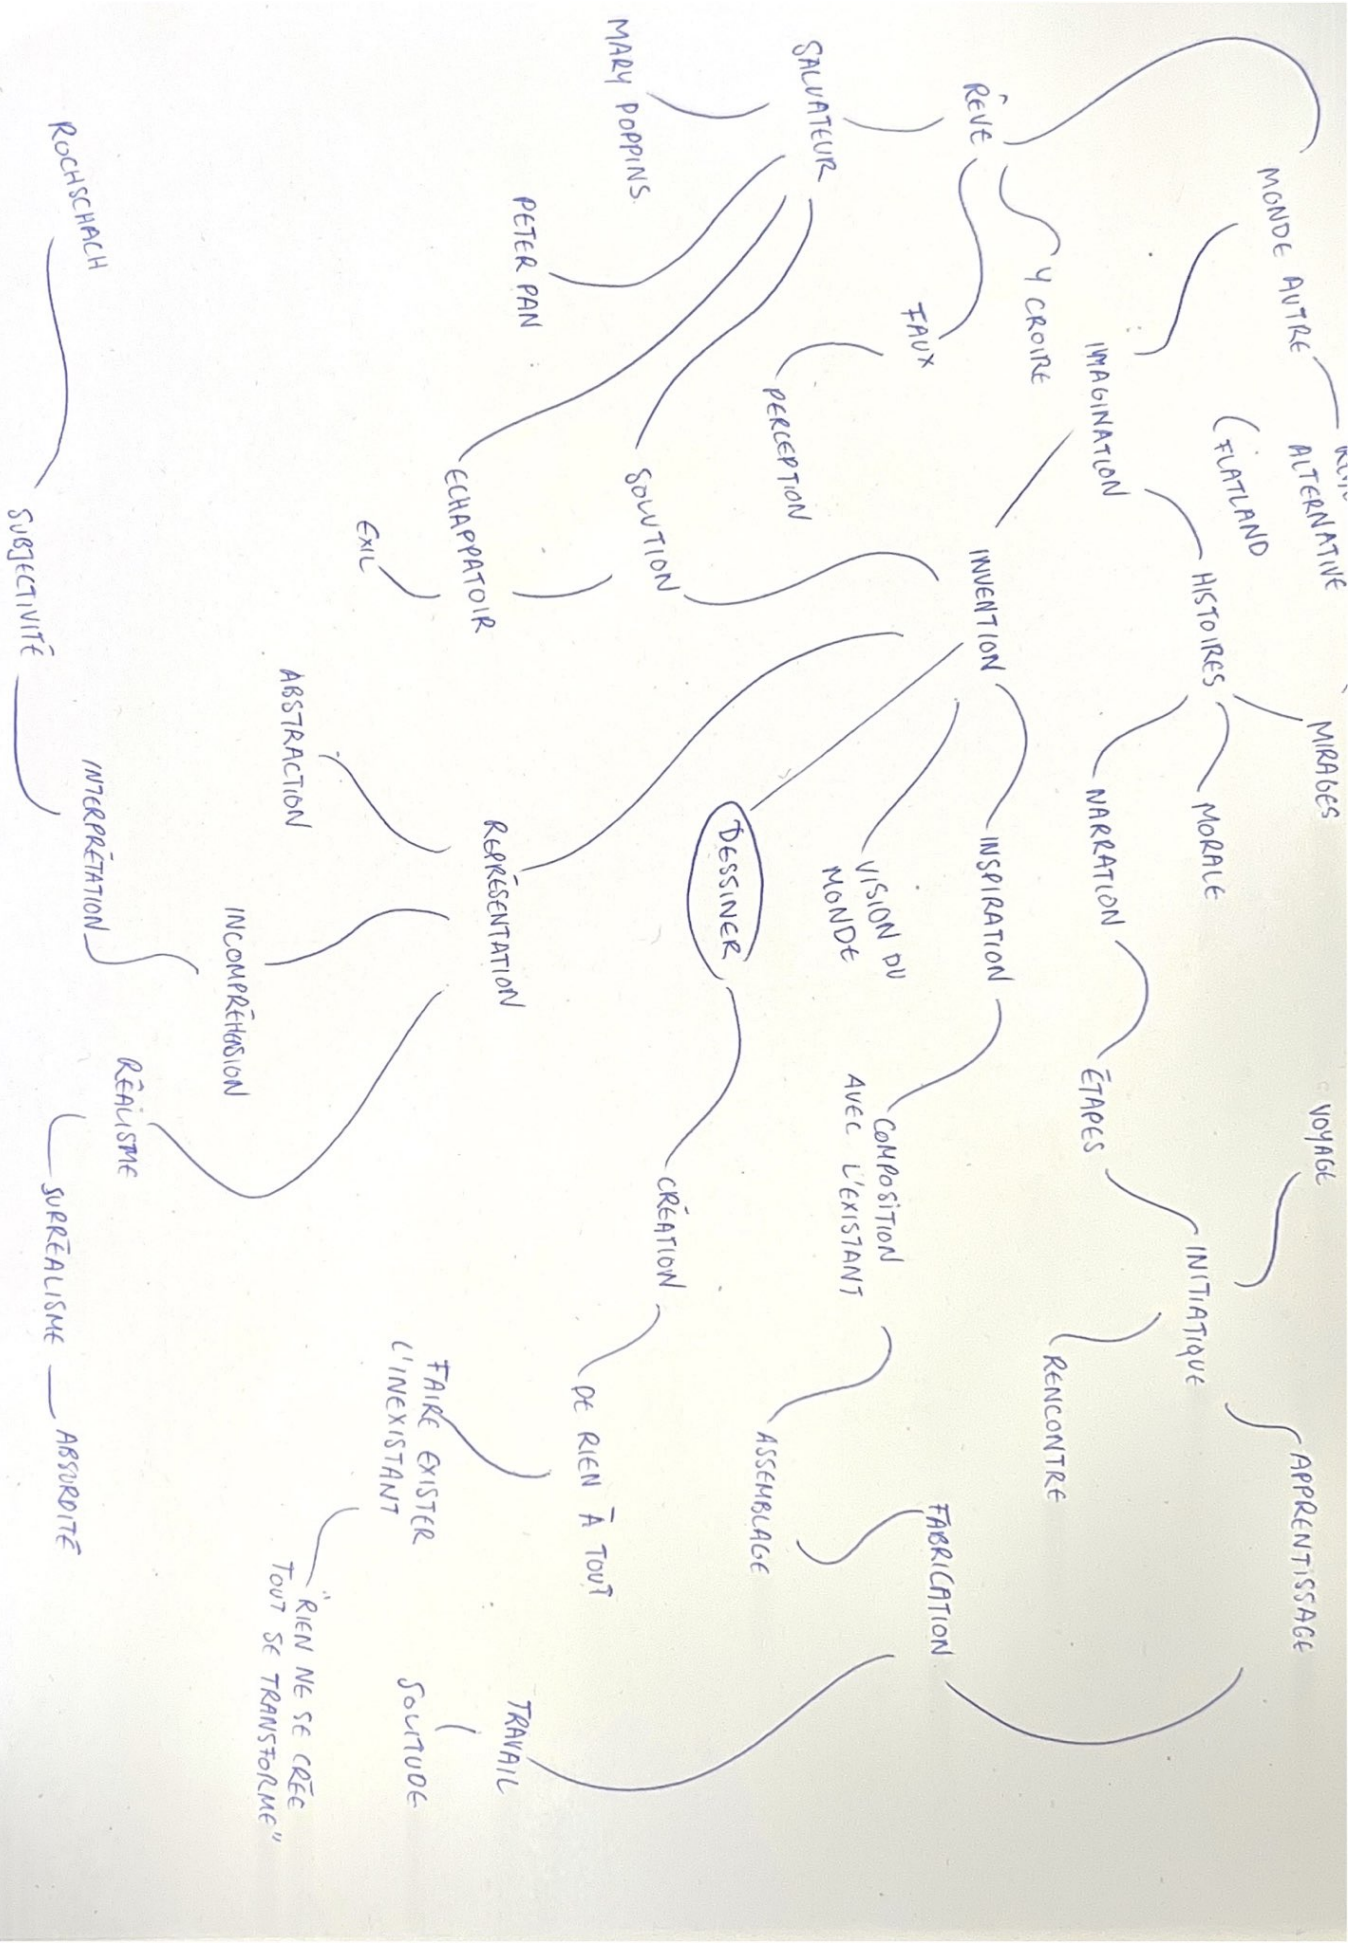 ALTERNATIVE
MONDE AUTRE
(FLATLAND
MIRAGES
VOYAGE
APPRENTISSAGE
IMAGINATION
HISTOIRES
MORALE
INITIATIQUE
Y CROIRE
NARRATION
ÉTAPES
RENCONTRE
RÊVE
FAUX
INVENTION
INSPIRATION
FABRICATION
VISION DU
MONDE
COMPOSITION
AVEC L'EXISTANT
SALVATEUR
PERCEPTION
DESSINER
ASSEMBLAGE
MARY POPPINS
SOLUTION
CRÉATION
DE RIEN À TOUT
PETER PAN
ECHAPPATOIR
REPRÉSENTATION
TRAVAIL
EXIL
FAIRE EXISTER
L'INEXISTANT
SOLITUDE
ABSTRACTION
INCOMPRÉHENSION
"RIEN NE SE CRÉE
TOUT SE TRANSFORME"
ROCHSCHACH
INTERPRÉTATION
RÉALISME
SUBJECTIVITÉ
SURRÉALISME
ABSURDITÉ